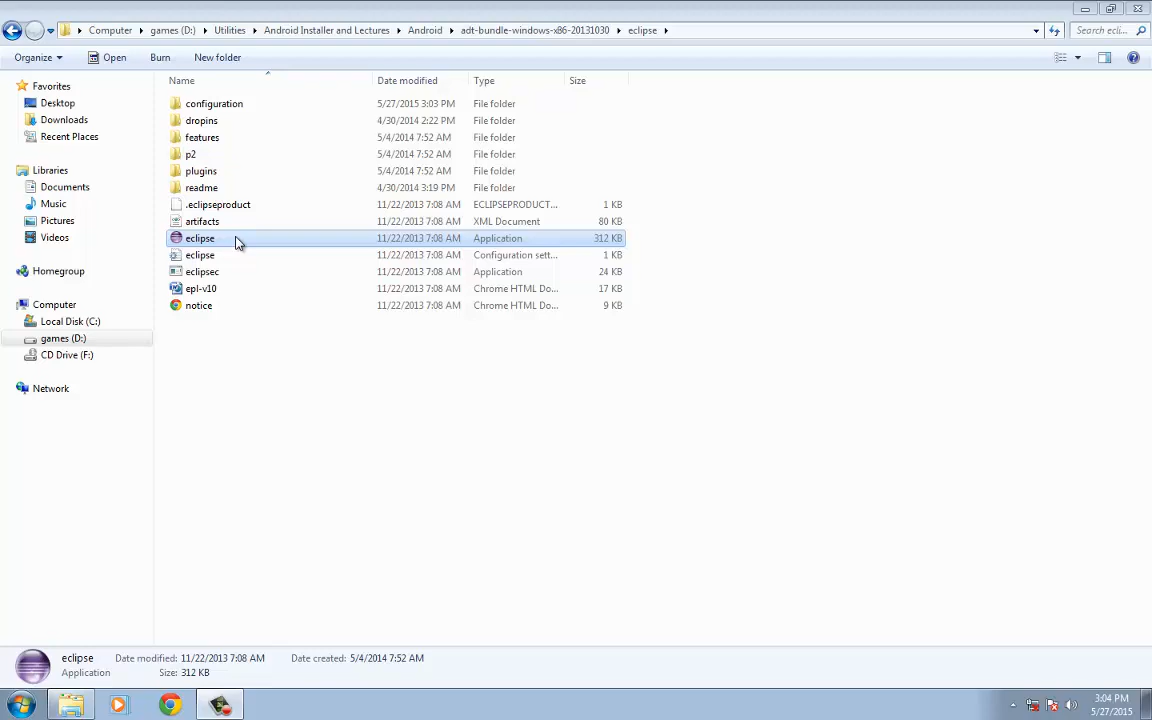 Computer games (D:) Utilities Android Installer and Lectures Android adt-bundle-windows-x86-20131030 eclipse Search ecli...
Organize Open Burn New folder
Name Date modified Type Size
Favorites
Desktop
Downloads
Recent Places
Libraries
Documents
Music
Pictures
Videos
Homegroup
Computer
Local Disk (C:)
games (D:)
CD Drive (F:)
Network
configuration 5/27/2015 3:03 PM File folder
dropins 4/30/2014 2:22 PM File folder
features 5/4/2014 7:52 AM File folder
p2 5/4/2014 7:52 AM File folder
plugins 5/4/2014 7:52 AM File folder
readme 4/30/2014 3:19 PM File folder
.eclipseproduct 11/22/2013 7:08 AM ECLIPSEPRODUCT... 1 KB
artifacts 11/22/2013 7:08 AM XML Document 80 KB
eclipse 11/22/2013 7:08 AM Application 312 KB
eclipse 11/22/2013 7:08 AM Configuration sett... 1 KB
eclipsec 11/22/2013 7:08 AM Application 24 KB
epl-v10 11/22/2013 7:08 AM Chrome HTML Do... 17 KB
notice 11/22/2013 7:08 AM Chrome HTML Do... 9 KB
eclipse Date modified: 11/22/2013 7:08 AM Date created: 5/4/2014 7:52 AM
Application Size: 312 KB
3:04 PM
5/27/2015